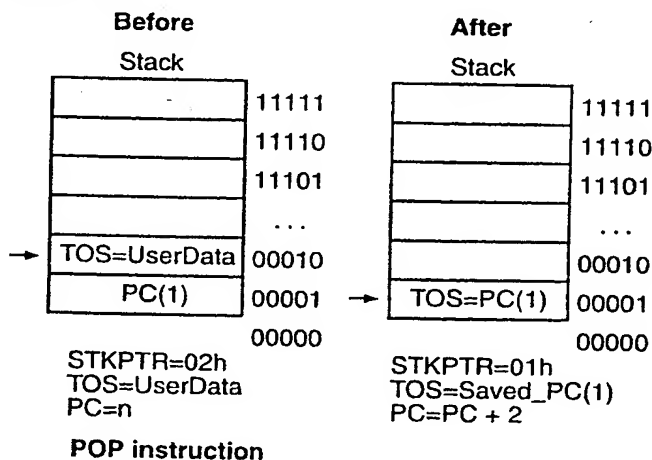 Before
Stack
11111
11110
11101
...
→ TOS=UserData 00010
PC(1) 00001
00000
STKPTR=02h
TOS=UserData
PC=n
After
Stack
11111
11110
11101
...
00010
→ TOS=PC(1) 00001
00000
STKPTR=01h
TOS=Saved_PC(1)
PC=PC + 2
POP instruction